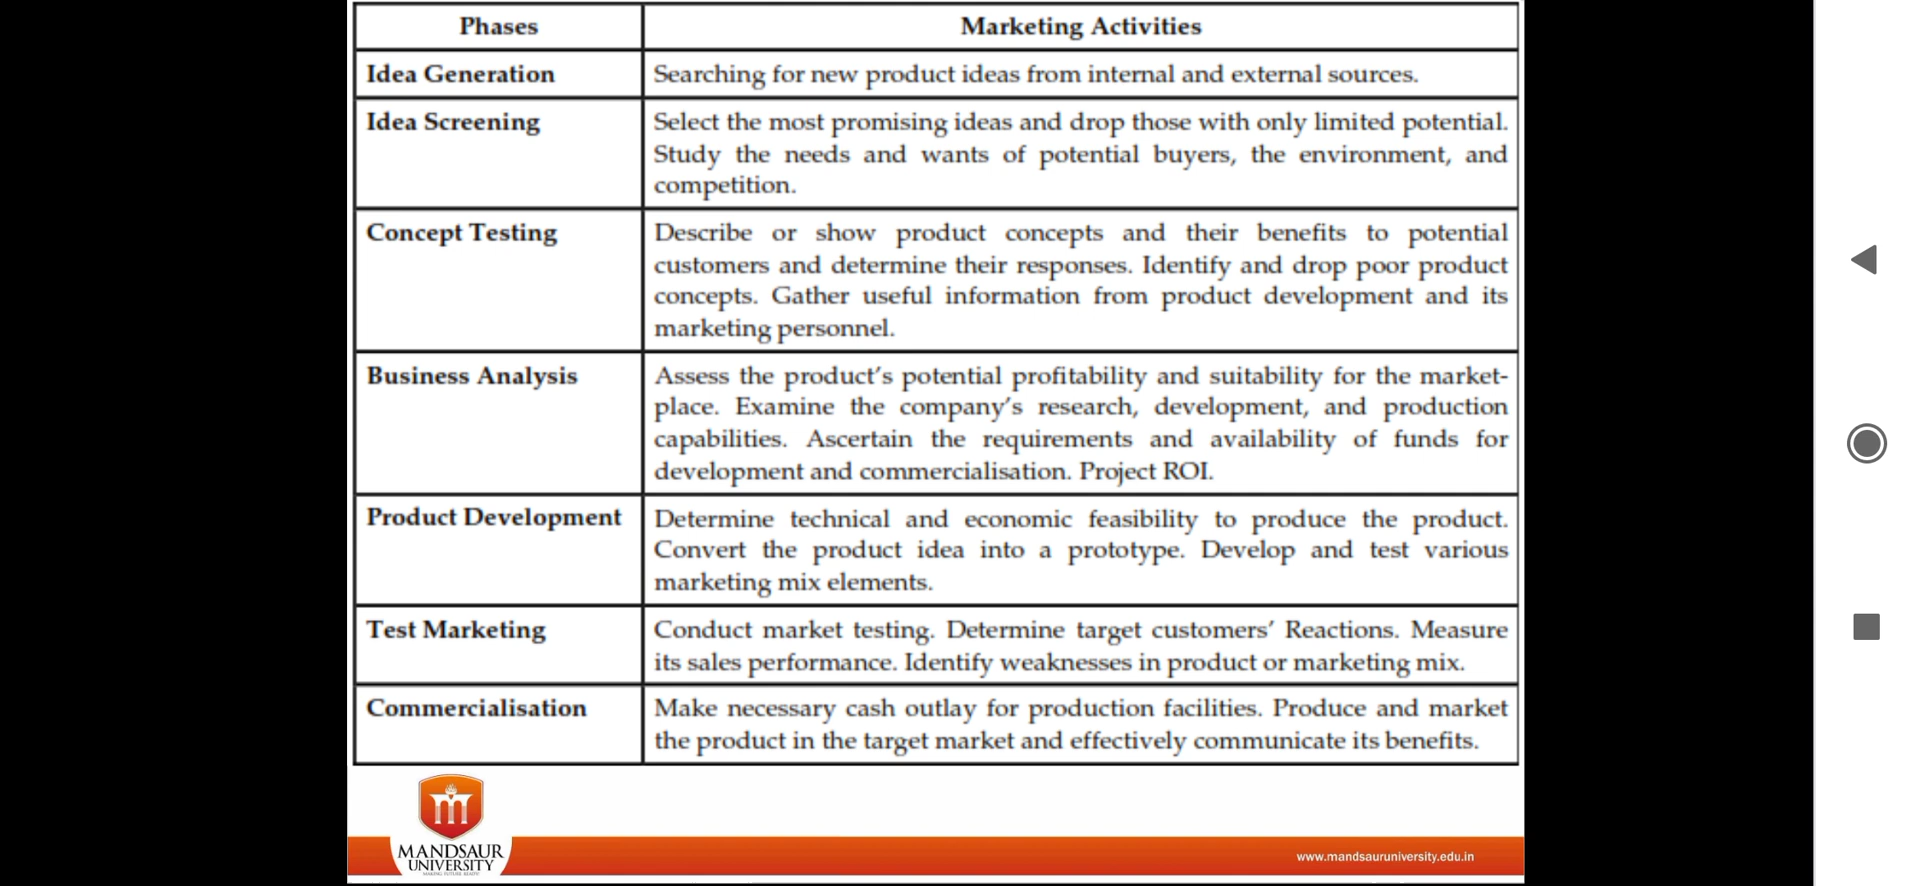 Phases
Marketing Activities
Idea Generation
Searching for new product ideas from internal and external sources.
Idea Screening
Select the most promising ideas and drop those with only limited potential.
Study the needs and wants of potential buyers, the environment, and
competition.
Concept Testing
Describe or show product concepts and their benefits to potential
customers and determine their responses. Identify and drop poor product
concepts. Gather useful information from product development and its
marketing personnel.
Business Analysis
Assess the product's potential profitability and suitability for the market-
place. Examine the company's research, development, and production
capabilities. Ascertain the requirements and availability of funds for
development and commercialisation. Project ROI.
Product Development
Determine technical and economic feasibility to produce the product.
Convert the product idea into a prototype. Develop and test various
marketing mix elements.
Test Marketing
Conduct market testing. Determine target customers' Reactions. Measure
its sales performance. Identify weaknesses in product or marketing mix.
Commercialisation
Make necessary cash outlay for production facilities. Produce and market
the product in the target market and effectively communicate its benefits.
MANDSAUR
UNIVERSITY
MAKING FUTURE READY
www.mandsauruniversity.edu.in